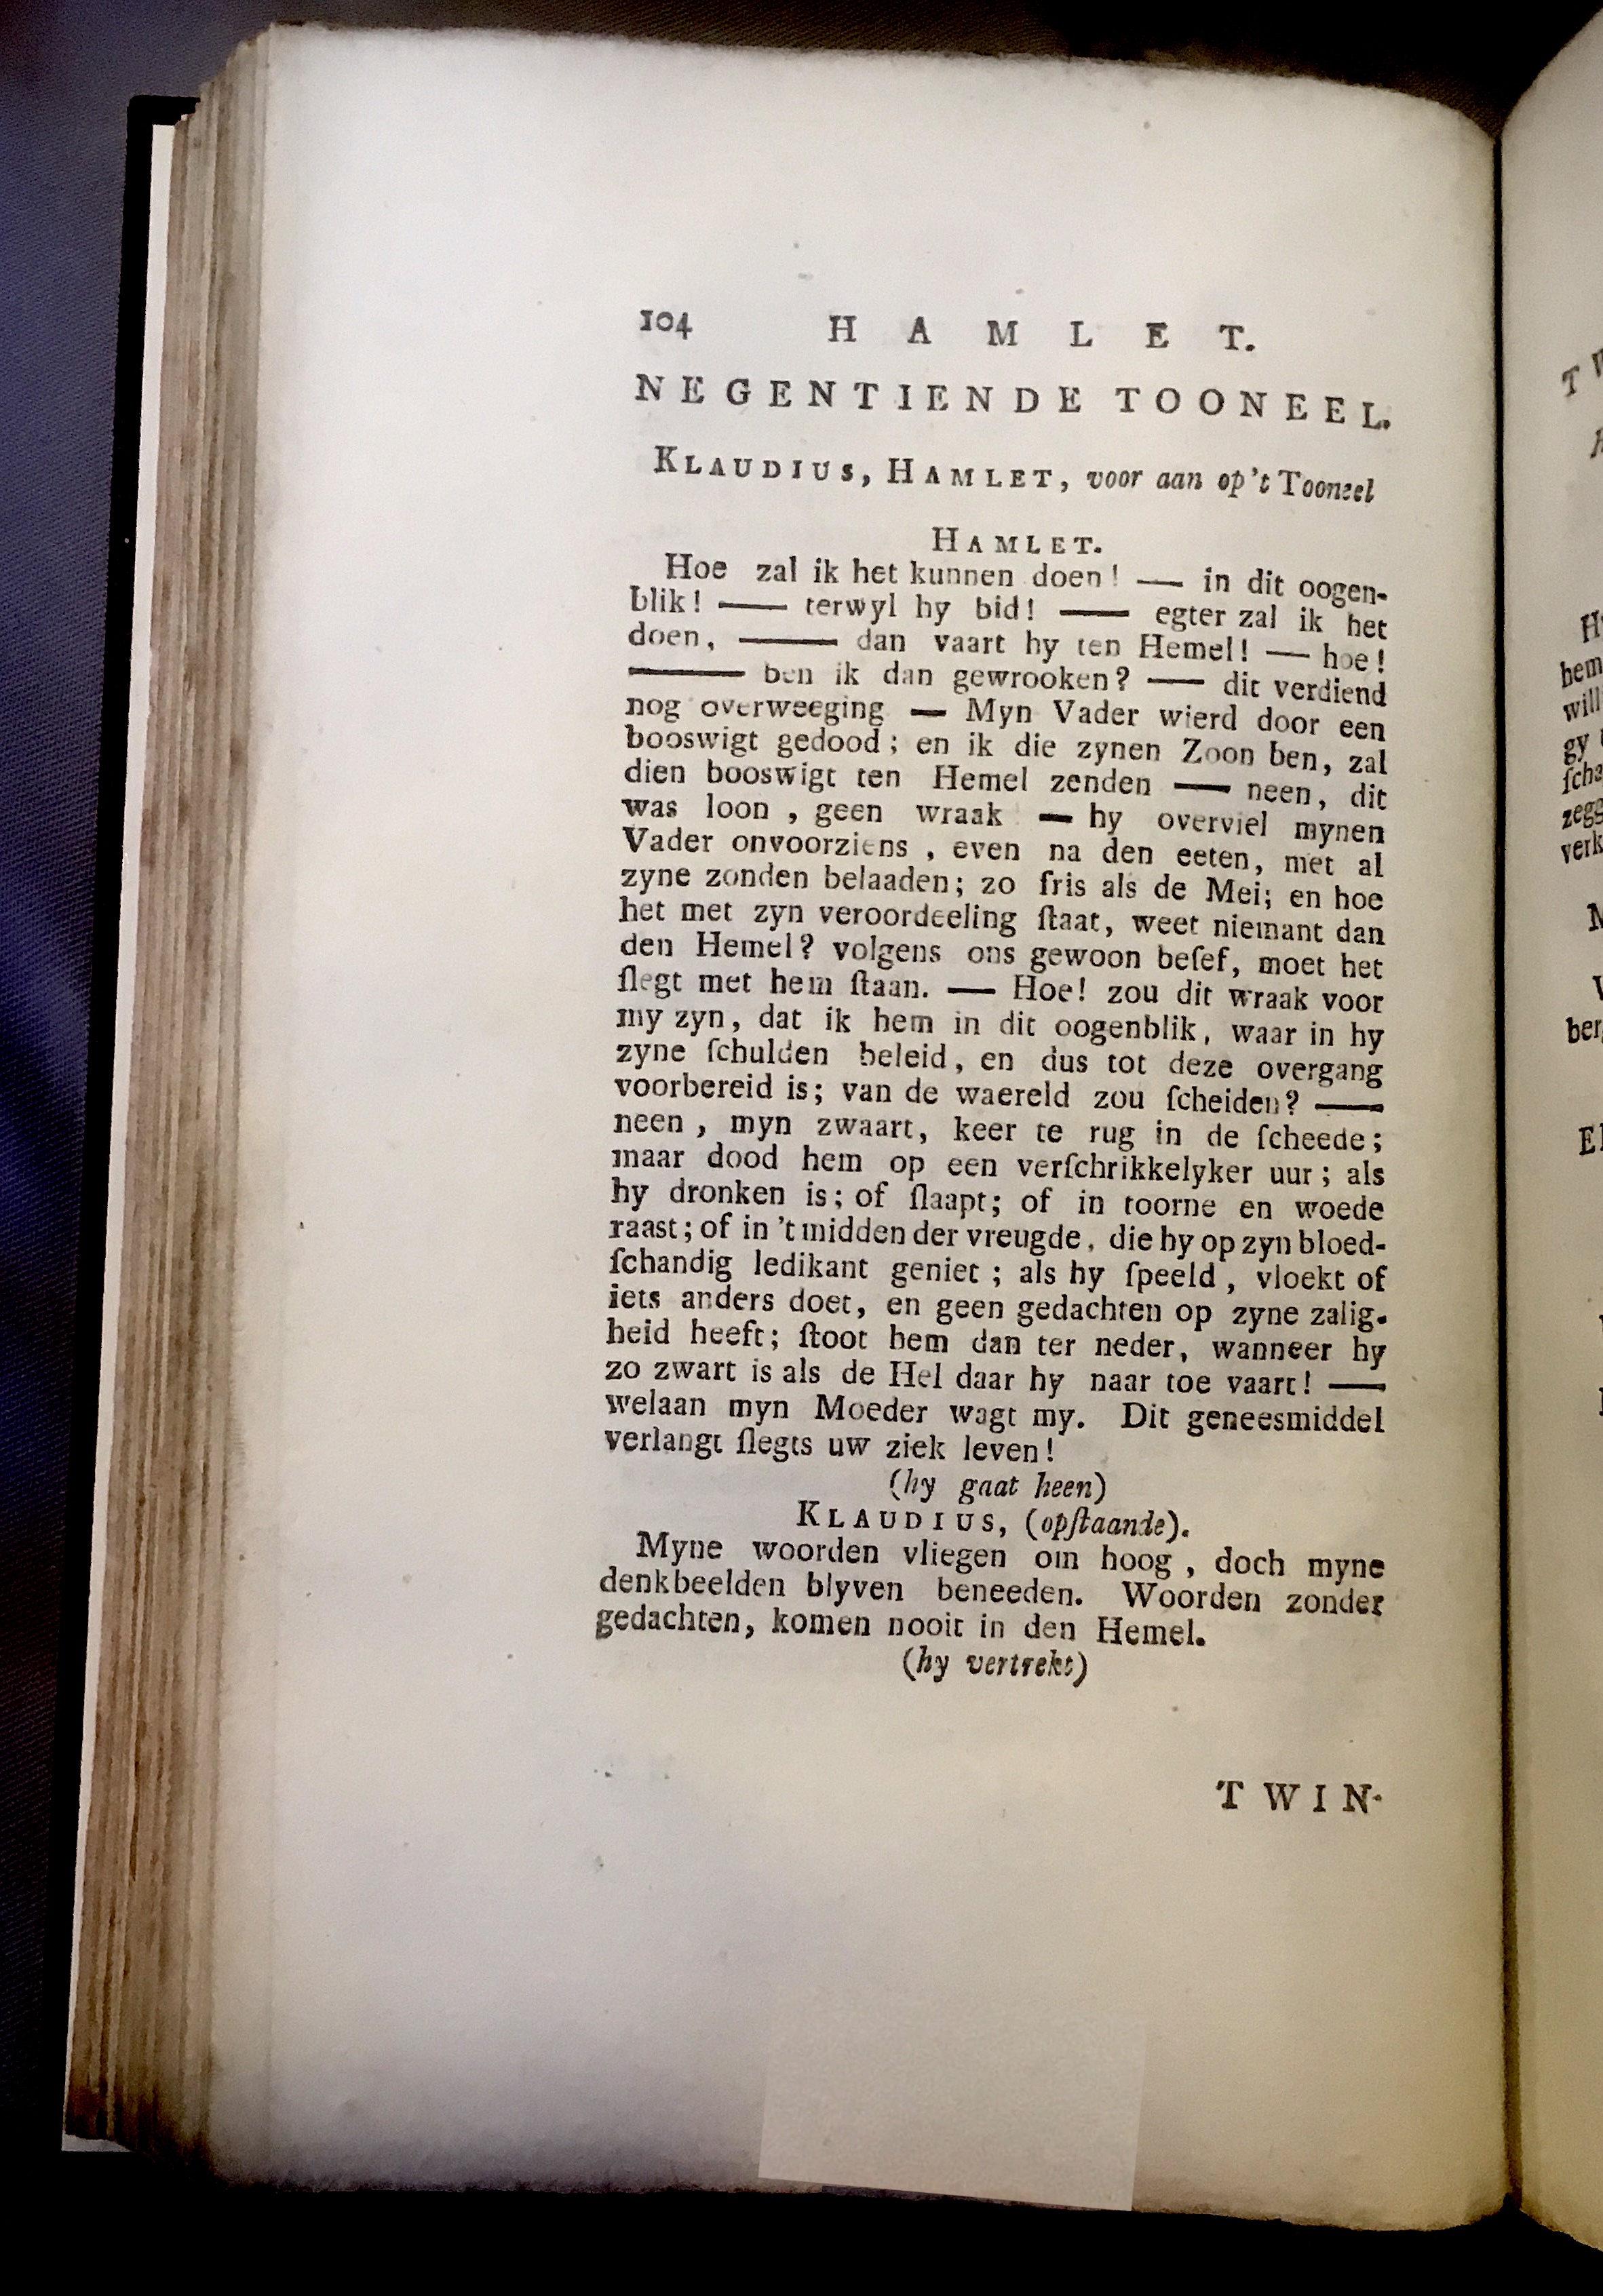 104 HAMLET.
NEGENTIENDE TOONEEL.
KLAUDIUS, HAMLET, voor aan op 't Tooneel
HAMLET.
Hoe zal ik het kunnen doen! — in dit oogen-
blik! —— terwyl hy bid! —— egter zal ik het
doen, ——— dan vaart hy ten Hemel! — hoe!
——— ben ik dan gewrooken? —— dit verdiend
nog overweeging — Myn Vader wierd door een
booswigt gedood; en ik die zynen Zoon ben, zal
dien booswigt ten Hemel zenden —— neen, dit
was loon, geen wraak — hy overviel mynen
Vader onvoorziens, even na den eeten, met al
zyne zonden belaaden; zo fris als de Mei; en hoe
het met zyn veroordeeling ſtaat, weet niemant dan
den Hemel? volgens ons gewoon beſef, moet het
ſlegt met hem ſtaan. —— Hoe! zou dit wraak voor
my zyn, dat ik hem in dit oogenblik, waar in hy
zyne ſchulden beleid, en dus tot deze overgang
voorbereid is; van de waereld zou ſcheiden? ——
neen, myn zwaart, keer te rug in de ſcheede;
maar dood hem op een verſchrikkelyker uur; als
hy dronken is; of ſlaapt; of in toorne en woede
raast; of in 't midden der vreugde, die hy op zyn bloed-
ſchandig ledikant geniet; als hy ſpeeld, vloekt of
iets anders doet, en geen gedachten op zyne zalig-
heid heeft; ſtoot hem dan ter neder, wanneer hy
zo zwart is als de Hel daar hy naar toe vaart! ——
welaan myn Moeder wagt my. Dit geneesmiddel
verlangt ſlegts uw ziek leven!
(hy gaat heen)
KLAUDIUS, (opſtaande).
Myne woorden vliegen om hoog, doch myne
denkbeelden blyven beneeden. Woorden zonder
gedachten, komen nooit in den Hemel.
(hy vertrekt)
TWIN-
hem
will
gy
ſcha
zegg
verk